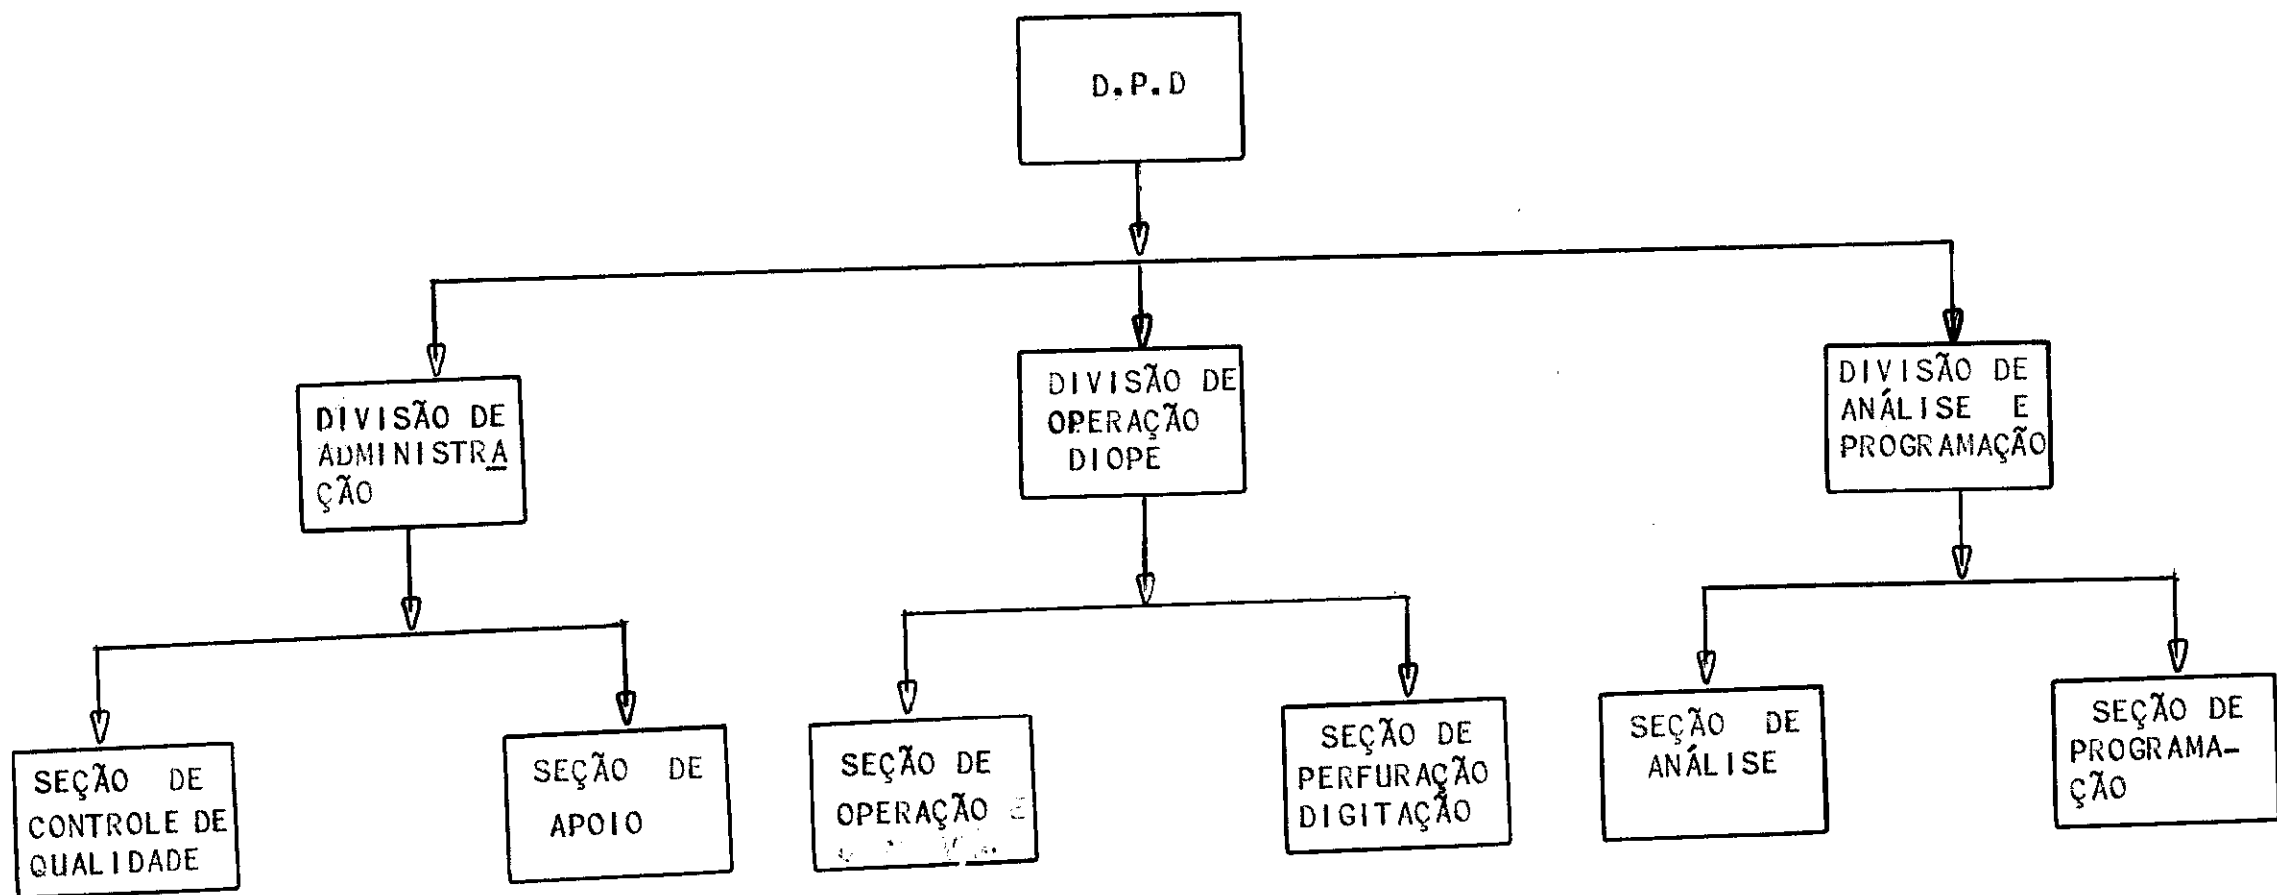 D.P.D
DIVISÃO DE
ADMINISTRA
ÇÃO
DIVISÃO DE
OPERAÇÃO
DIOPE
DIVISÃO DE
ANÁLISE E
PROGRAMAÇÃO
SEÇÃO DE
CONTROLE DE
QUALIDADE
SEÇÃO DE
APOIO
SEÇÃO DE
OPERAÇÃO E
SEÇÃO DE
PERFURAÇÃO
DIGITAÇÃO
SEÇÃO DE
ANÁLISE
SEÇÃO DE
PROGRAMA-
ÇÃO